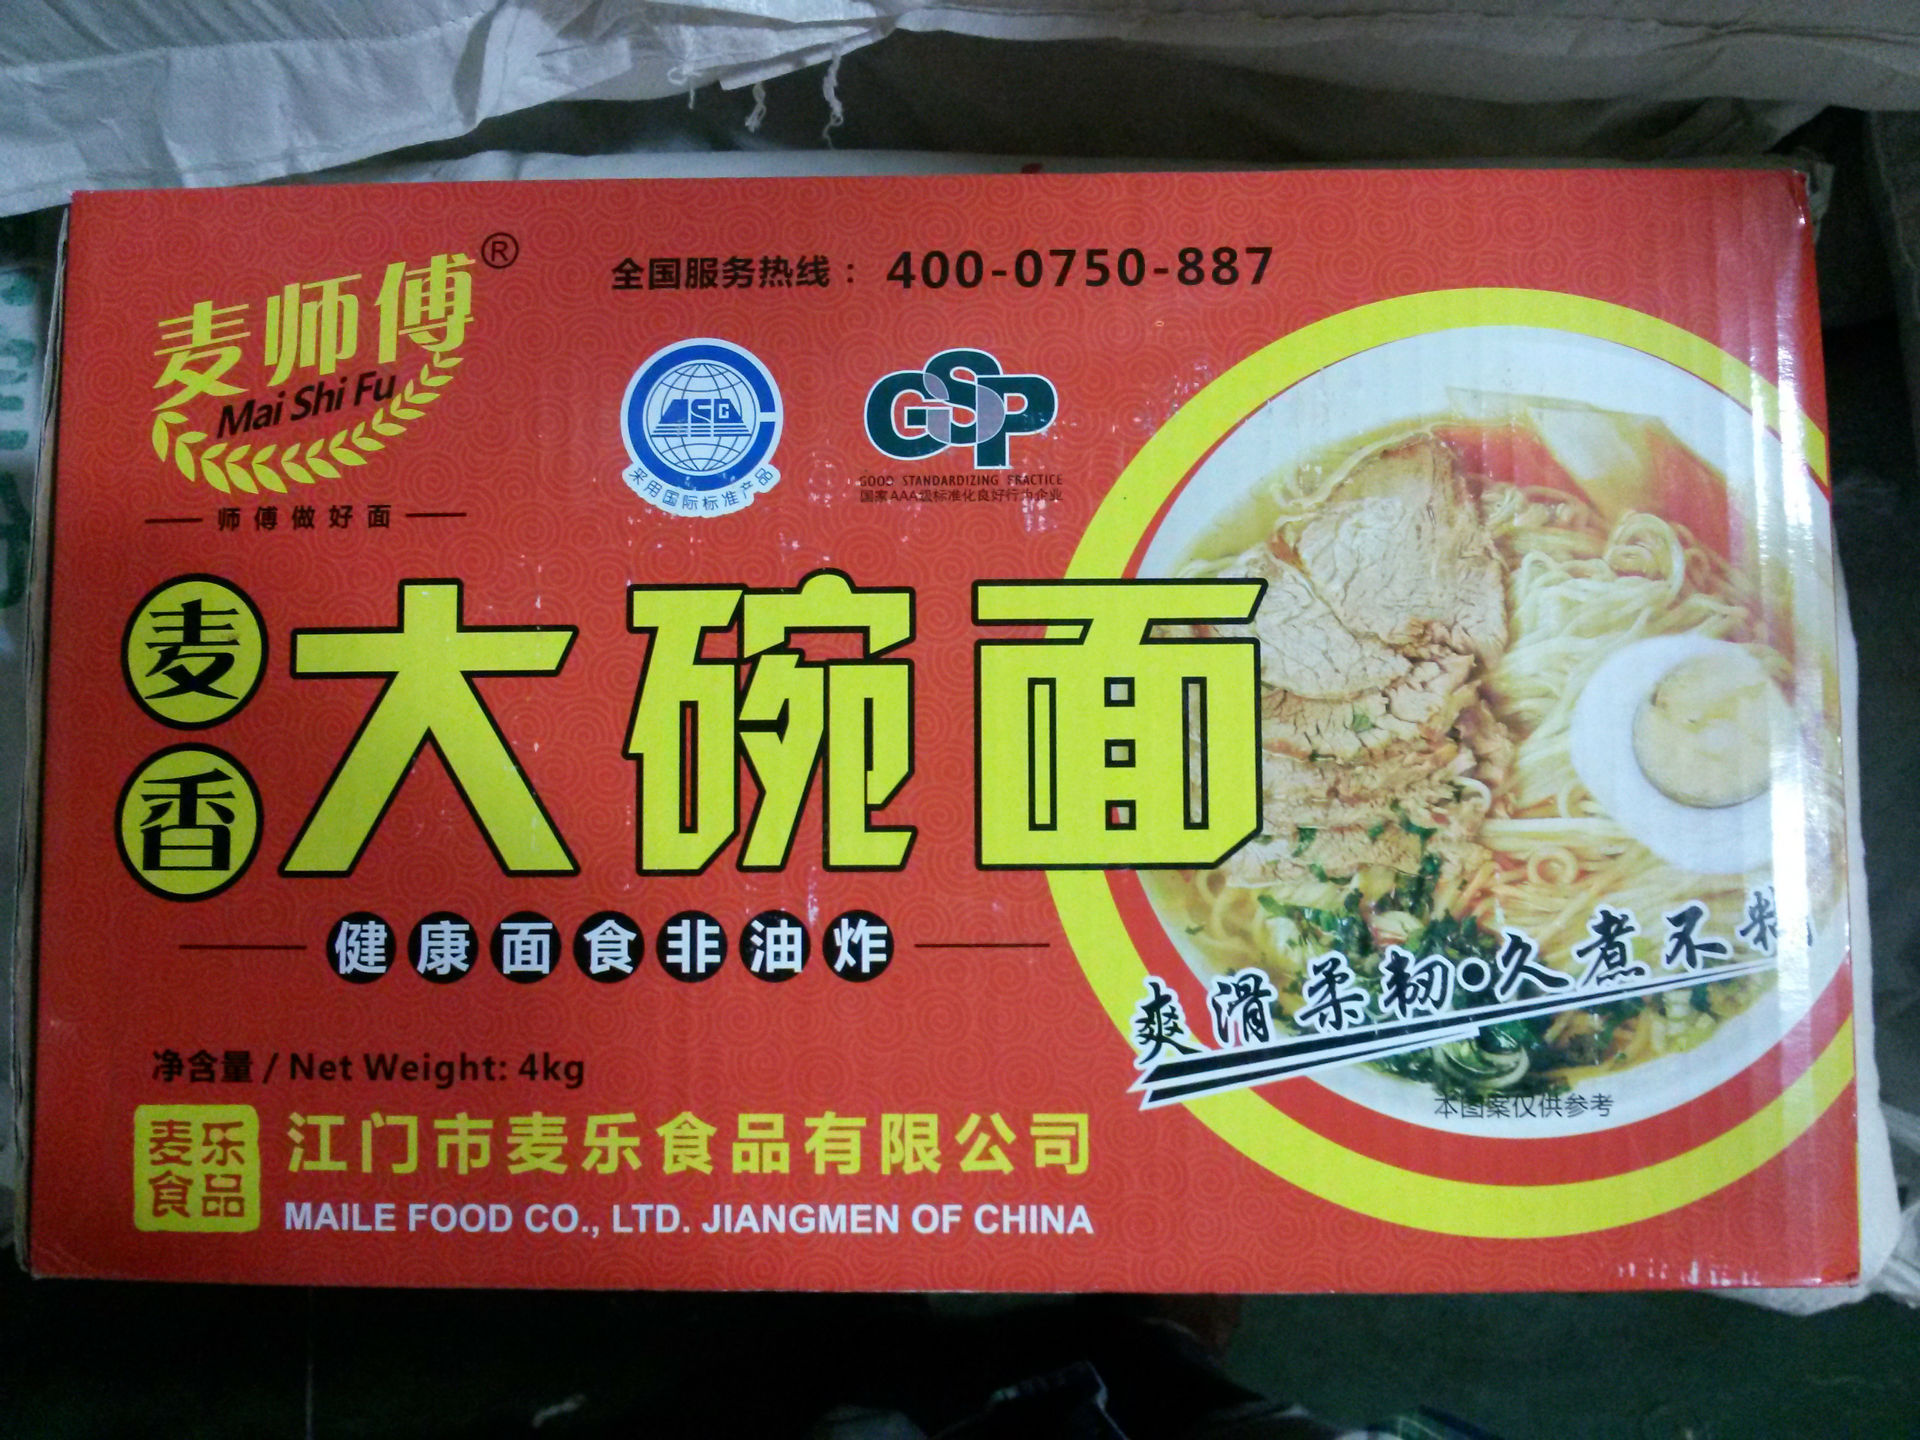 麦师傅®
Mai Shi Fu
师傅做好面
全国服务热线：400-0750-887
采用国际标准产品
GSP
GOOD STANDARDIZING PRACTICE
国家AAA级标准化良好行为企业
麦香
大碗面
健康面食非油炸
爽滑柔韧·久煮不
本图案仅供参考
净含量 / Net Weight: 4kg
麦乐
食品
江门市麦乐食品有限公司
MAILE FOOD CO., LTD. JIANGMEN OF CHINA